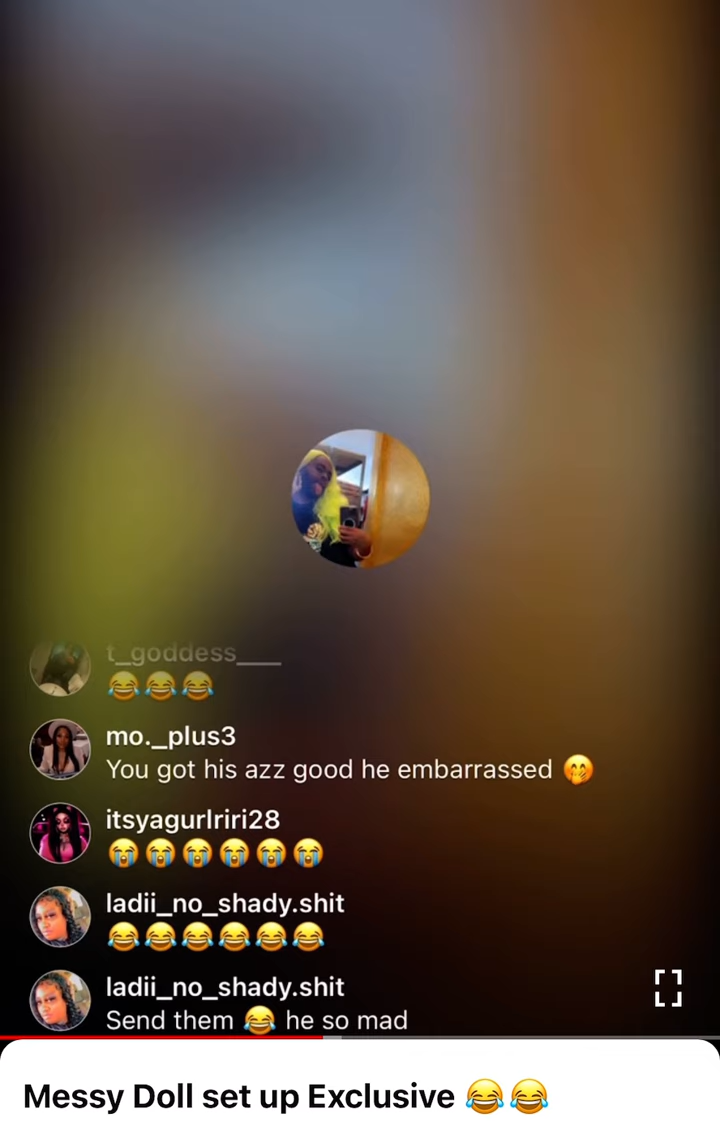 t_goddess___
😂😂😂
mo._plus3
You got his azz good he embarrassed 🤭
itsyagurlriri28
😭😭😭😭😭😭
ladii_no_shady.shit
😂😂😂😂😂😂
ladii_no_shady.shit
Send them 😂 he so mad
Messy Doll set up Exclusive 😂😂